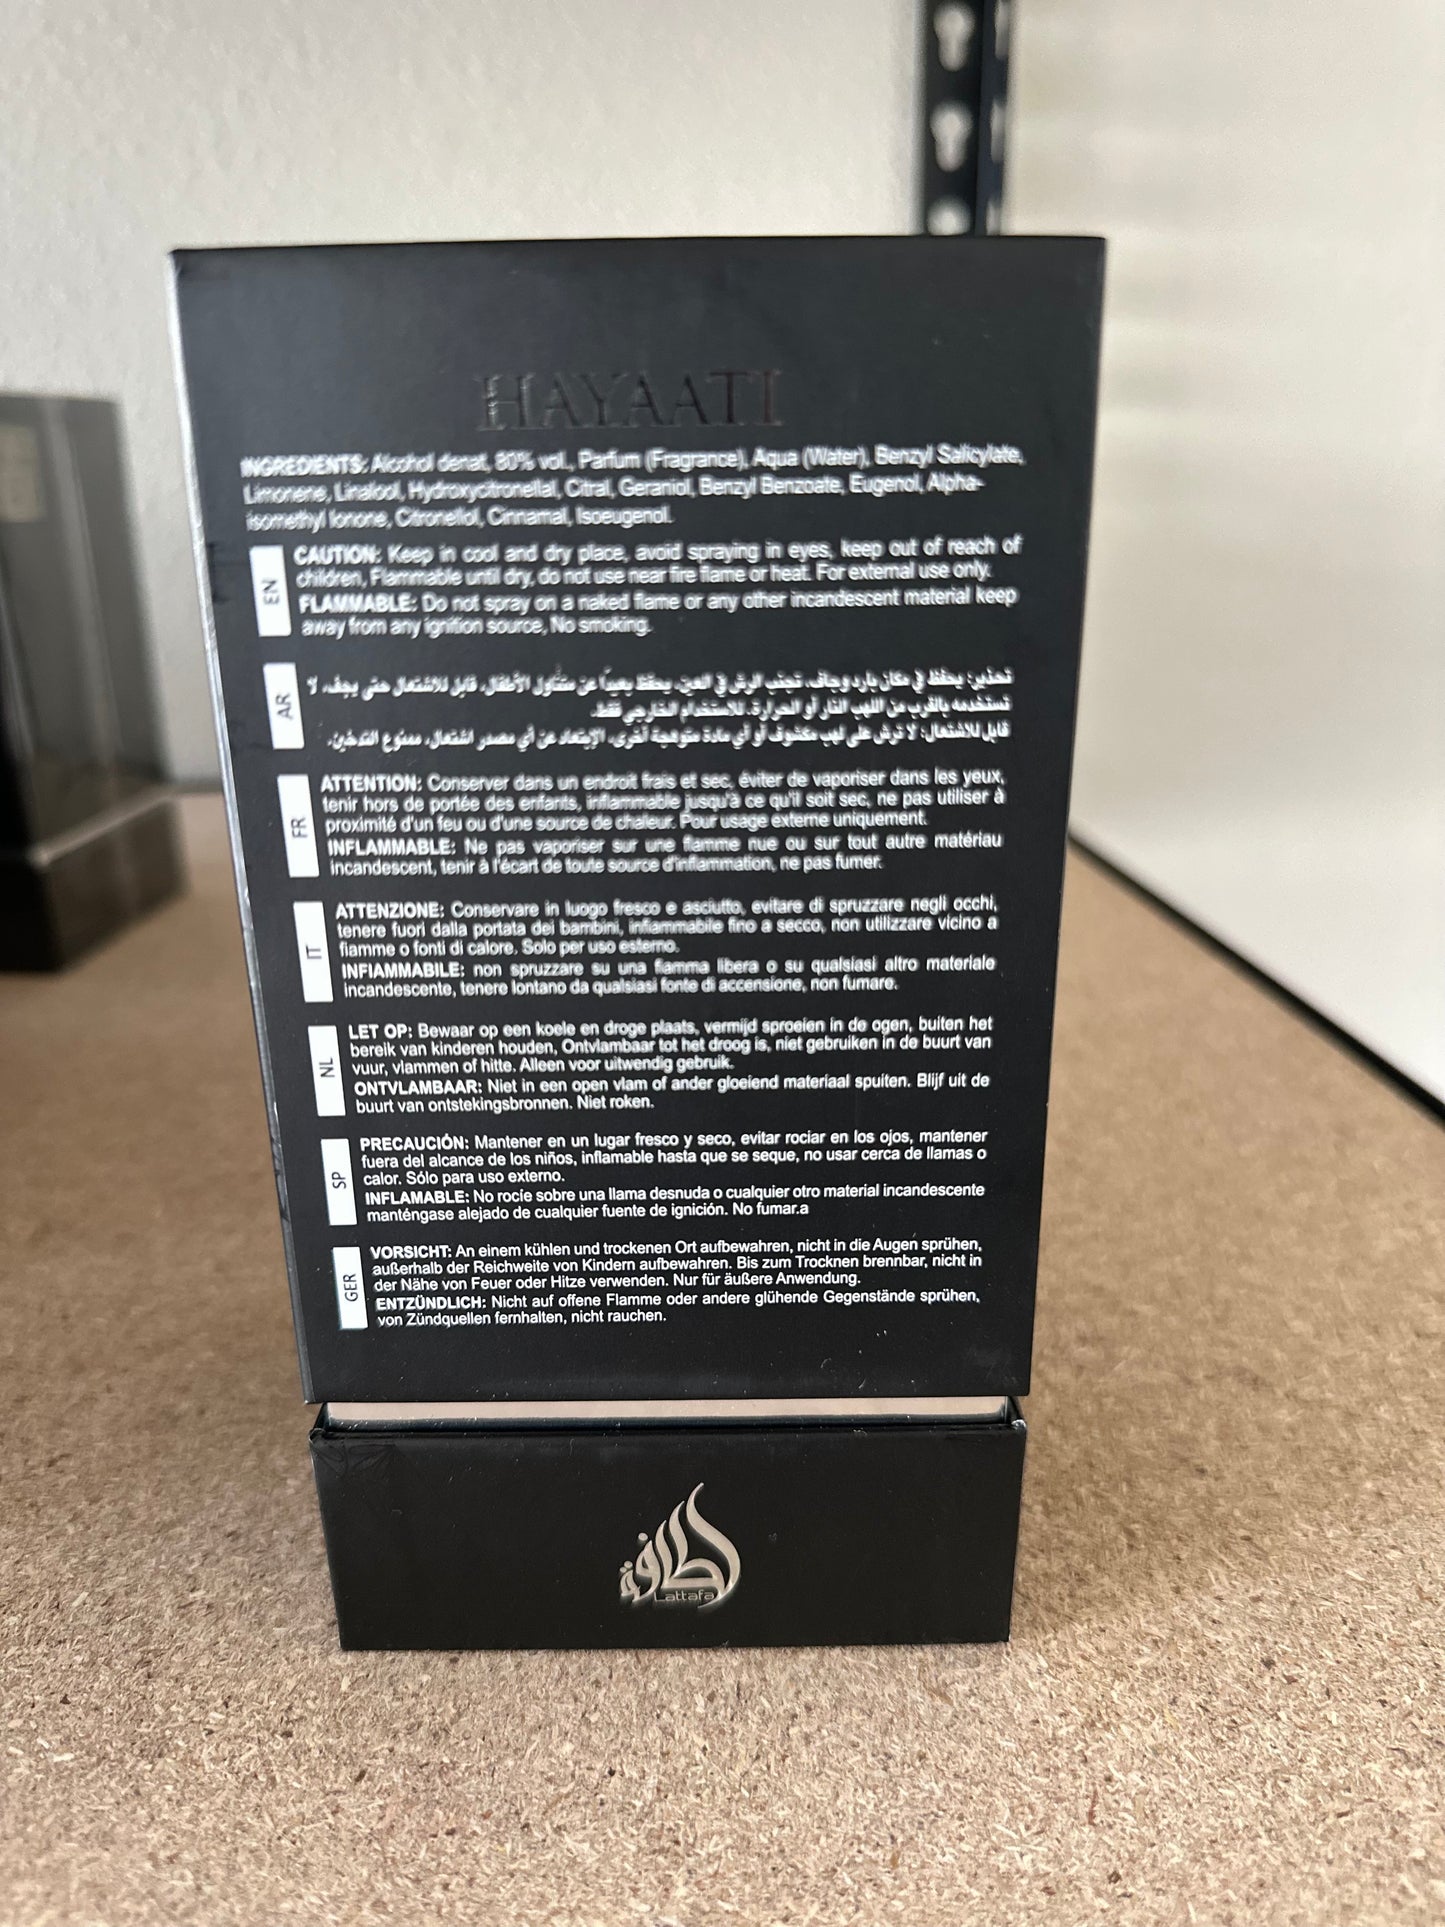 HAYAATI
INGREDIENTS: Alcohol denat, 80% vol., Parfum (Fragrance), Aqua (Water), Benzyl Salicylate,
Limonene, Linalool, Hydroxycitronellal, Citral, Geraniol, Benzyl Benzoate, Eugenol, Alpha-
isomethyl Ionone, Citronellol, Cinnamal, Isoeugenol.
EN
CAUTION: Keep in cool and dry place, avoid spraying in eyes, keep out of reach of
children, Flammable until dry, do not use near fire flame or heat. For external use only.
FLAMMABLE: Do not spray on a naked flame or any other incandescent material keep
away from any ignition source, No smoking.
AR
تحذير: يحفظ في مكان بارد وجاف، تجنب الرش في العين، يحفظ بعيداً عن متناول الأطفال، قابل للاشتعال حتى يجف، لا
تستخدمه بالقرب من اللهب النار أو الحرارة. للاستخدام الخارجي فقط.
قابل للاشتعال: لا ترش على لهب مكشوف أو أي مادة متوهجة أخرى، الإبتعاد عن أي مصدر اشتعال، ممنوع التدخين.
FR
ATTENTION: Conserver dans un endroit frais et sec, éviter de vaporiser dans les yeux,
tenir hors de portée des enfants, inflammable jusqu'à ce qu'il soit sec, ne pas utiliser à
proximité d'un feu ou d'une source de chaleur. Pour usage externe uniquement.
INFLAMMABLE: Ne pas vaporiser sur une flamme nue ou sur tout autre matériau
incandescent, tenir à l'écart de toute source d'inflammation, ne pas fumer.
IT
ATTENZIONE: Conservare in luogo fresco e asciutto, evitare di spruzzare negli occhi,
tenere fuori dalla portata dei bambini, infiammabile fino a secco, non utilizzare vicino a
fiamme o fonti di calore. Solo per uso esterno.
INFIAMMABILE: non spruzzare su una fiamma libera o su qualsiasi altro materiale
incandescente, tenere lontano da qualsiasi fonte di accensione, non fumare.
NL
LET OP: Bewaar op een koele en droge plaats, vermijd sproeien in de ogen, buiten het
bereik van kinderen houden, Ontvlambaar tot het droog is, niet gebruiken in de buurt van
vuur, vlammen of hitte. Alleen voor uitwendig gebruik.
ONTVLAMBAAR: Niet in een open vlam of ander gloeiend materiaal spuiten. Blijf uit de
buurt van ontstekingsbronnen. Niet roken.
SP
PRECAUCIÓN: Mantener en un lugar fresco y seco, evitar rociar en los ojos, mantener
fuera del alcance de los niños, inflamable hasta que se seque, no usar cerca de llamas o
calor. Sólo para uso externo.
INFLAMABLE: No rocíe sobre una llama desnuda o cualquier otro material incandescente
manténgase alejado de cualquier fuente de ignición. No fumar.a
GER
VORSICHT: An einem kühlen und trockenen Ort aufbewahren, nicht in die Augen sprühen,
außerhalb der Reichweite von Kindern aufbewahren. Bis zum Trocknen brennbar, nicht in
der Nähe von Feuer oder Hitze verwenden. Nur für äußere Anwendung.
ENTZÜNDLICH: Nicht auf offene Flamme oder andere glühende Gegenstände sprühen,
von Zündquellen fernhalten, nicht rauchen.
لطافة
Lattafa